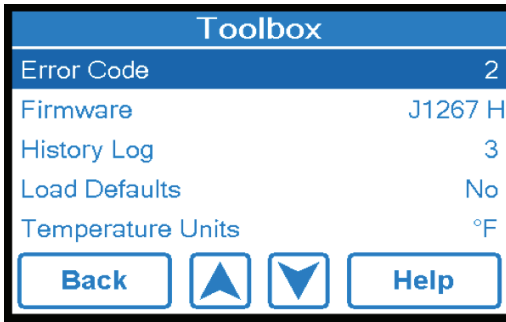 Toolbox
Error Code 2
Firmware J1267 H
History Log 3
Load Defaults No
Temperature Units °F
Back Help